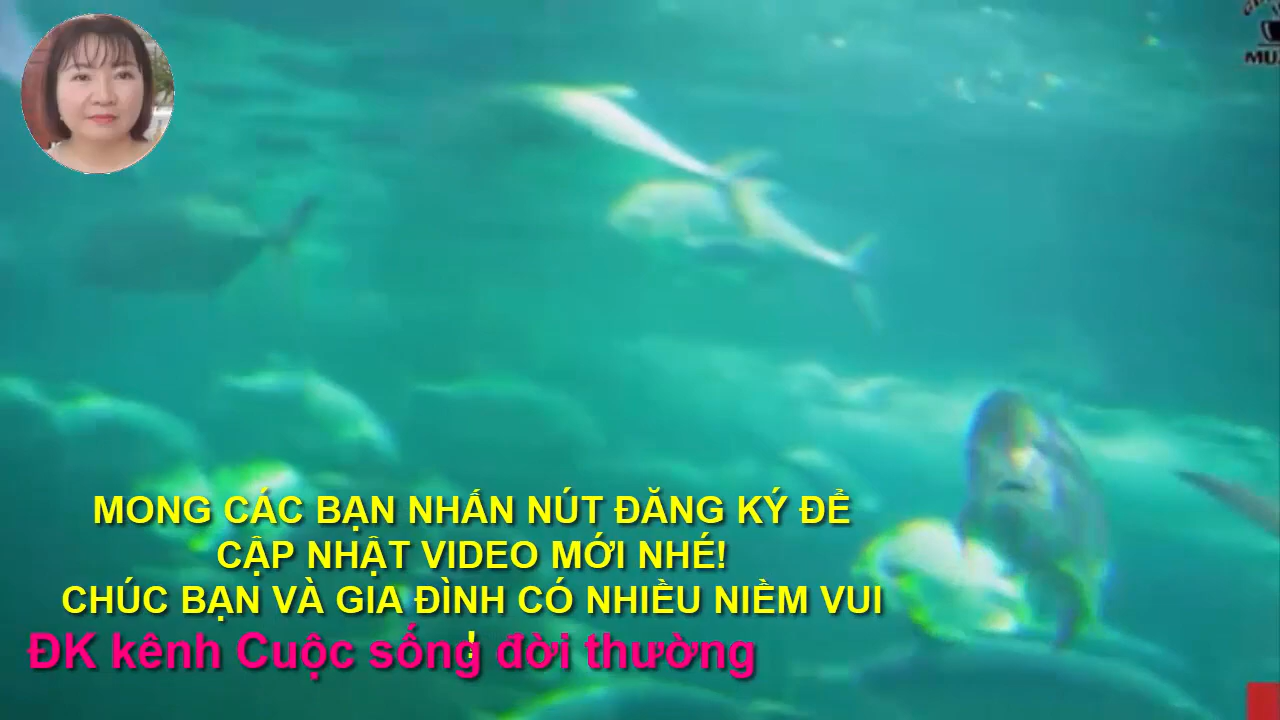 MONG CÁC BẠN NHẤN NÚT ĐĂNG KÝ ĐỂ
CẬP NHẬT VIDEO MỚI NHÉ!
CHÚC BẠN VÀ GIA ĐÌNH CÓ NHIỀU NIỀM VUI
!
ĐK kênh Cuộc sống đời thường